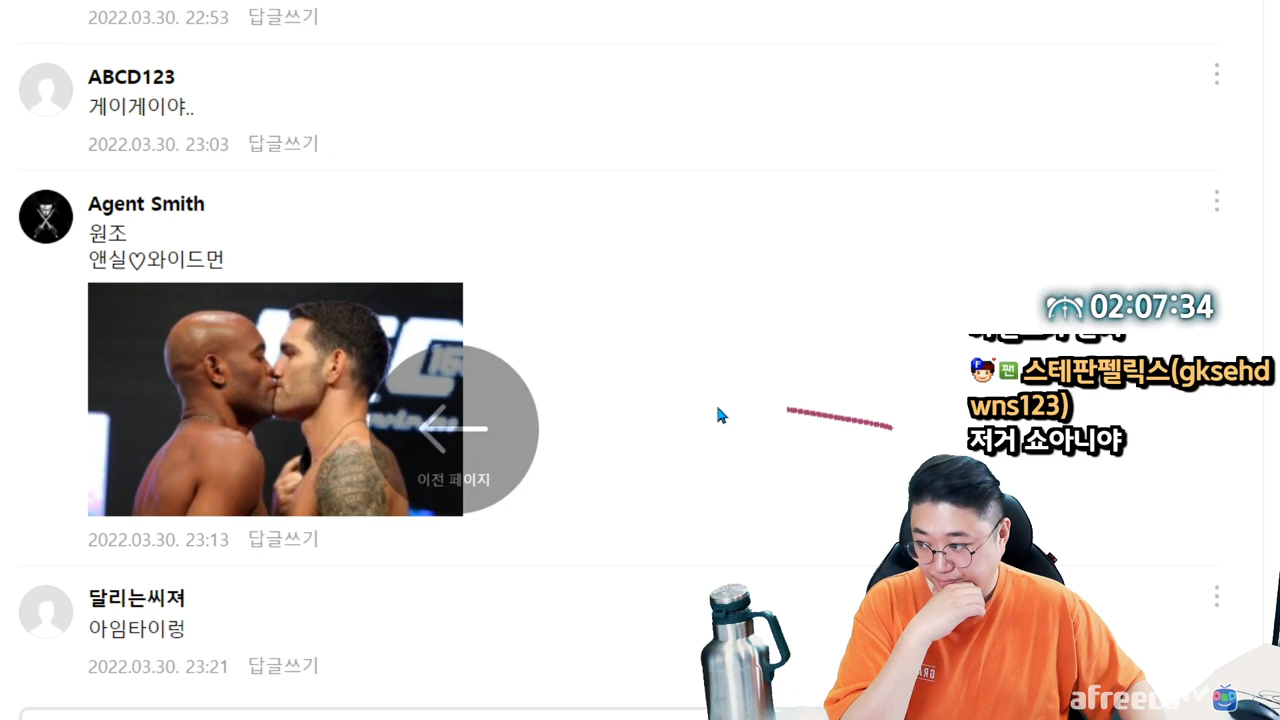 2022.03.30. 22:53 답글쓰기
ABCD123
게이게이야..
2022.03.30. 23:03 답글쓰기
Agent Smith
원조
앤실♡와이드먼
이전 페이지
2022.03.30. 23:13 답글쓰기
달리는씨져
아임타이렁
2022.03.30. 23:21 답글쓰기
02:07:34
F 팬 스테판펠릭스(gksehd
wns123)
저거 쇼아니야